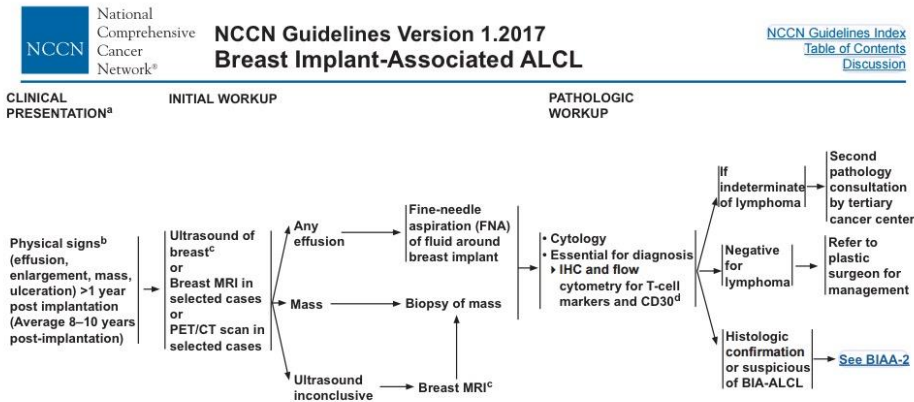 NCCN
National
Comprehensive
Cancer
Network®
NCCN Guidelines Version 1.2017
Breast Implant-Associated ALCL
NCCN Guidelines Index
Table of Contents
Discussion
CLINICAL
PRESENTATIONa
INITIAL WORKUP
PATHOLOGIC
WORKUP
Physical signsb
(effusion,
enlargement, mass,
ulceration) >1 year
post implantation
(Average 8–10 years
post-implantation)
Ultrasound of
breastc
or
Breast MRI in
selected cases
or
PET/CT scan in
selected cases
Any
effusion
Mass
Ultrasound
inconclusive
Fine-needle
aspiration (FNA)
of fluid around
breast implant
Biopsy of mass
Breast MRIc
• Cytology
• Essential for diagnosis
IHC and flow
cytometry for T-cell
markers and CD30d
If
indeterminate
of lymphoma
Second
pathology
consultation
by tertiary
cancer center
Negative
for
lymphoma
Refer to
plastic
surgeon for
management
Histologic
confirmation
or suspicious
of BIA-ALCL
See BIAA-2